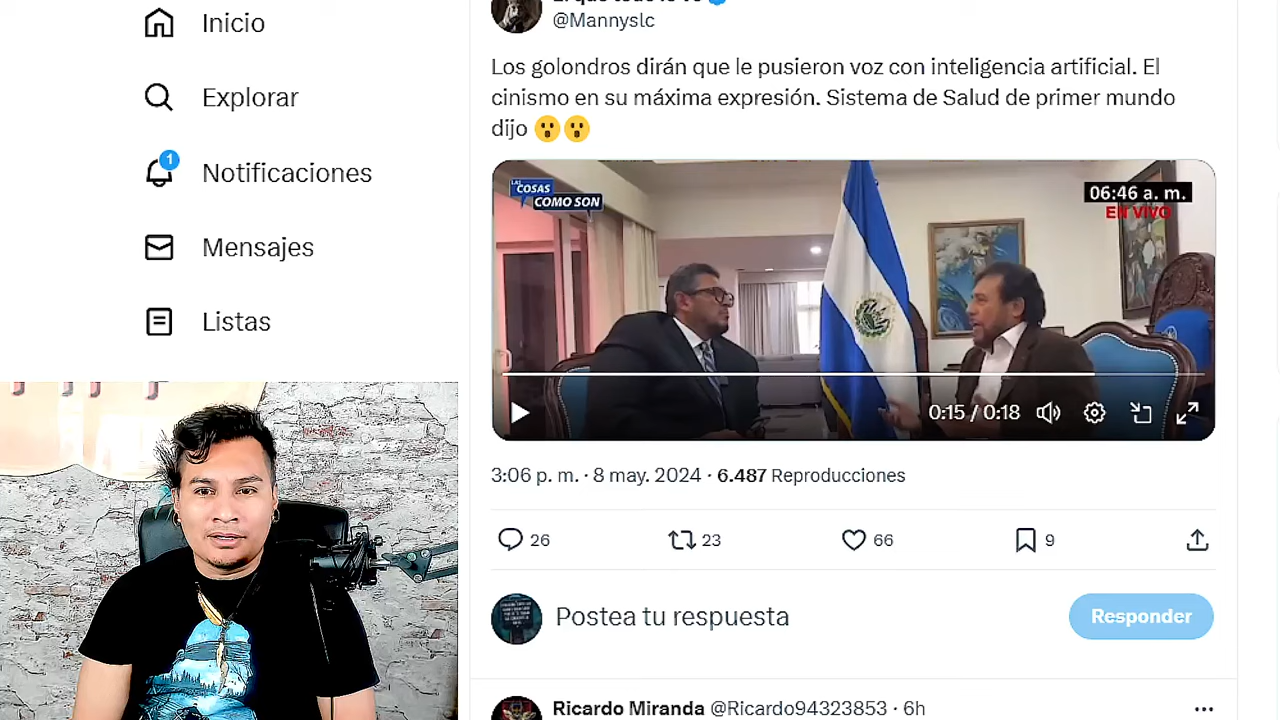 Inicio
Explorar
1
Notificaciones
Mensajes
Listas
@Mannyslc
Los golondros dirán que le pusieron voz con inteligencia artificial. El
cinismo en su máxima expresión. Sistema de Salud de primer mundo
dijo 😮😮
LAS
COSAS
COMO SON
06:46 a. m.
EN VIVO
0:15 / 0:18
3:06 p. m. · 8 may. 2024 · 6.487 Reproducciones
26
23
66
9
Postea tu respuesta
Responder
Ricardo Miranda @Ricardo94323853 · 6h